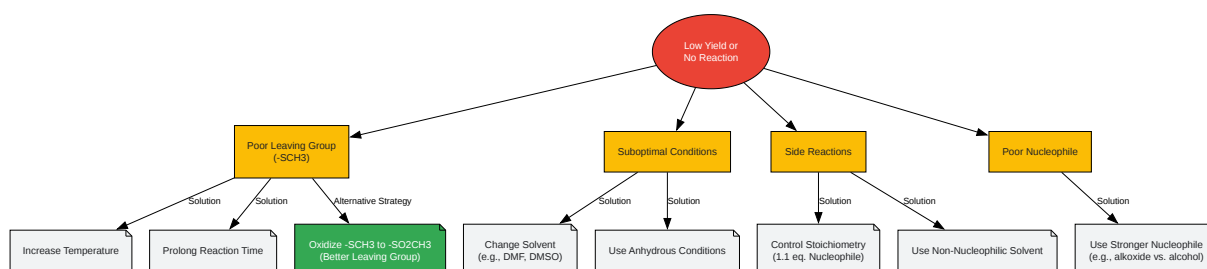 Low Yield or
No Reaction
Poor Leaving Group
(-SCH3)
Suboptimal Conditions
Side Reactions
Poor Nucleophile
Solution
Solution
Alternative Strategy
Solution
Solution
Solution
Solution
Solution
Increase Temperature
Prolong Reaction Time
Oxidize -SCH3 to -SO2CH3
(Better Leaving Group)
Change Solvent
(e.g., DMF, DMSO)
Use Anhydrous Conditions
Control Stoichiometry
(1.1 eq. Nucleophile)
Use Non-Nucleophilic Solvent
Use Stronger Nucleophile
(e.g., alkoxide vs. alcohol)